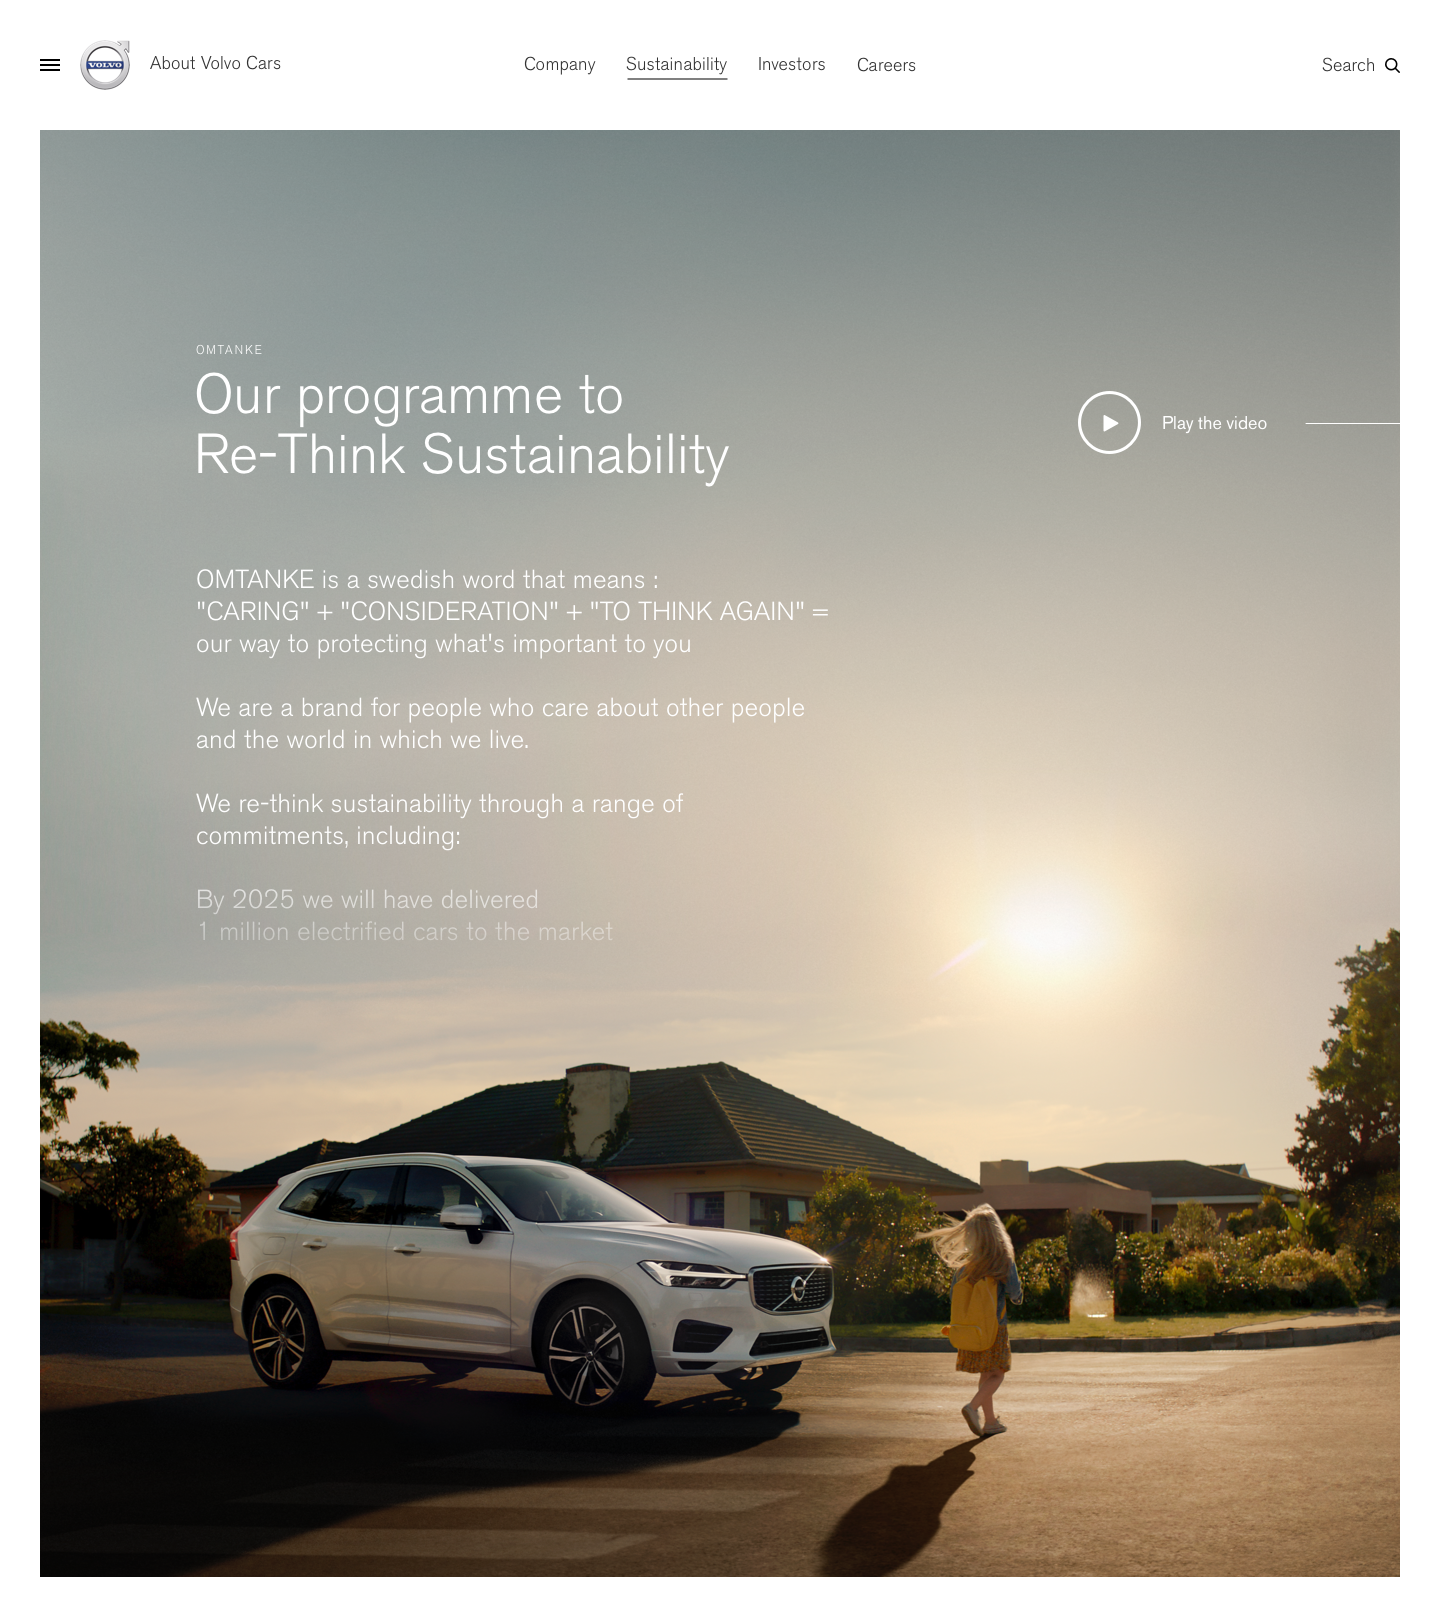 VOLVO
About Volvo Cars
Company
Sustainability
Investors
Careers
Search
OMTANKE
Our programme to
Re-Think Sustainability
Play the video
OMTANKE is a swedish word that means :
"CARING" + "CONSIDERATION" + "TO THINK AGAIN" =
our way to protecting what's important to you
We are a brand for people who care about other people
and the world in which we live.
We re-think sustainability through a range of
commitments, including:
By 2025 we will have delivered
1 million electrified cars to the market